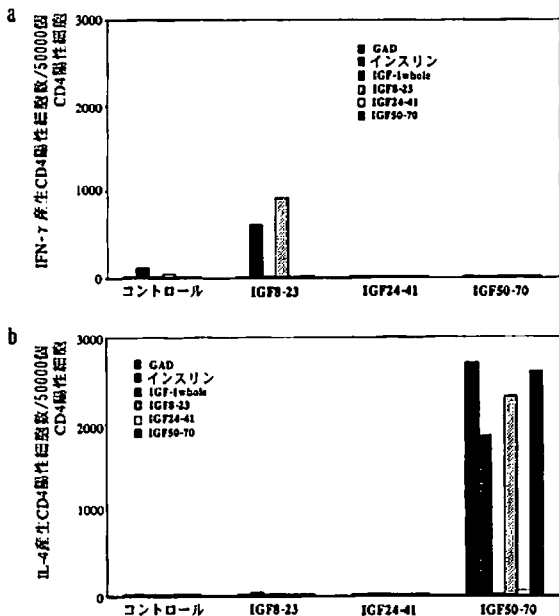 a
3000
2000
1000
0
IFN-γ 産生CD4陽性細胞数/50000個
CD4陽性細胞
GAD
インスリン
IGF-1whole
IGF8-23
IGF24-41
IGF50-70
コントロール
IGF8-23
IGF24-41
IGF50-70
b
3000
2000
1000
0
IL-4産生CD4陽性細胞数/50000個
CD4陽性細胞
GAD
インスリン
IGF-1whole
IGF8-23
IGF24-41
IGF50-70
コントロール
IGF8-23
IGF24-41
IGF50-70